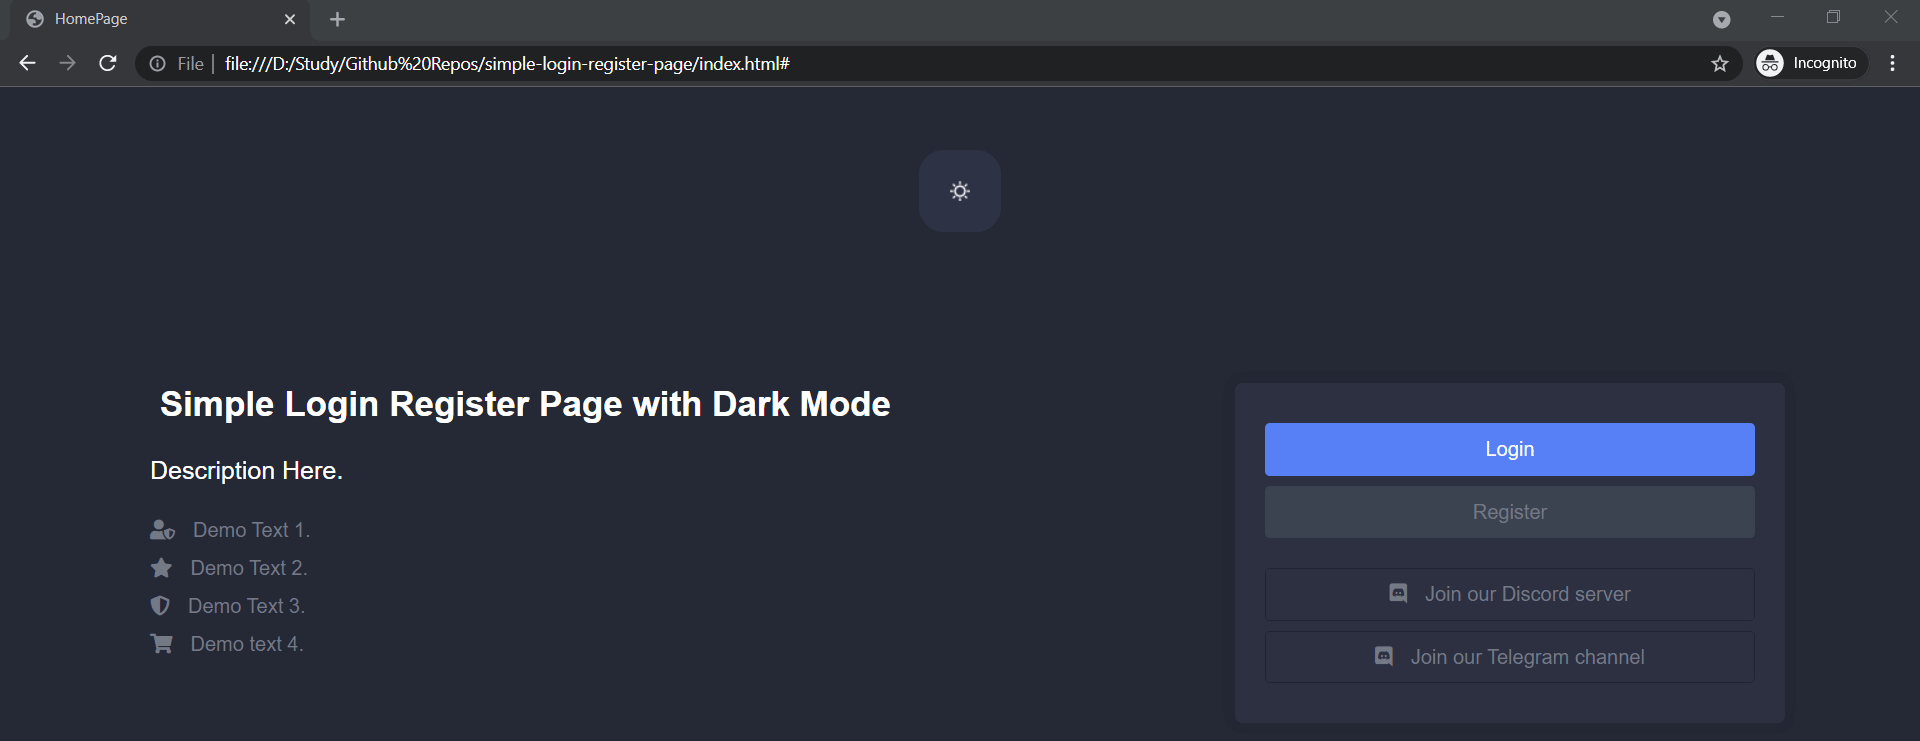 HomePage
File
file:///D:/Study/Github%20Repos/simple-login-register-page/index.html#
Incognito
Simple Login Register Page with Dark Mode
Description Here.
Demo Text 1.
Demo Text 2.
Demo Text 3.
Demo text 4.
Login
Register
Join our Discord server
Join our Telegram channel